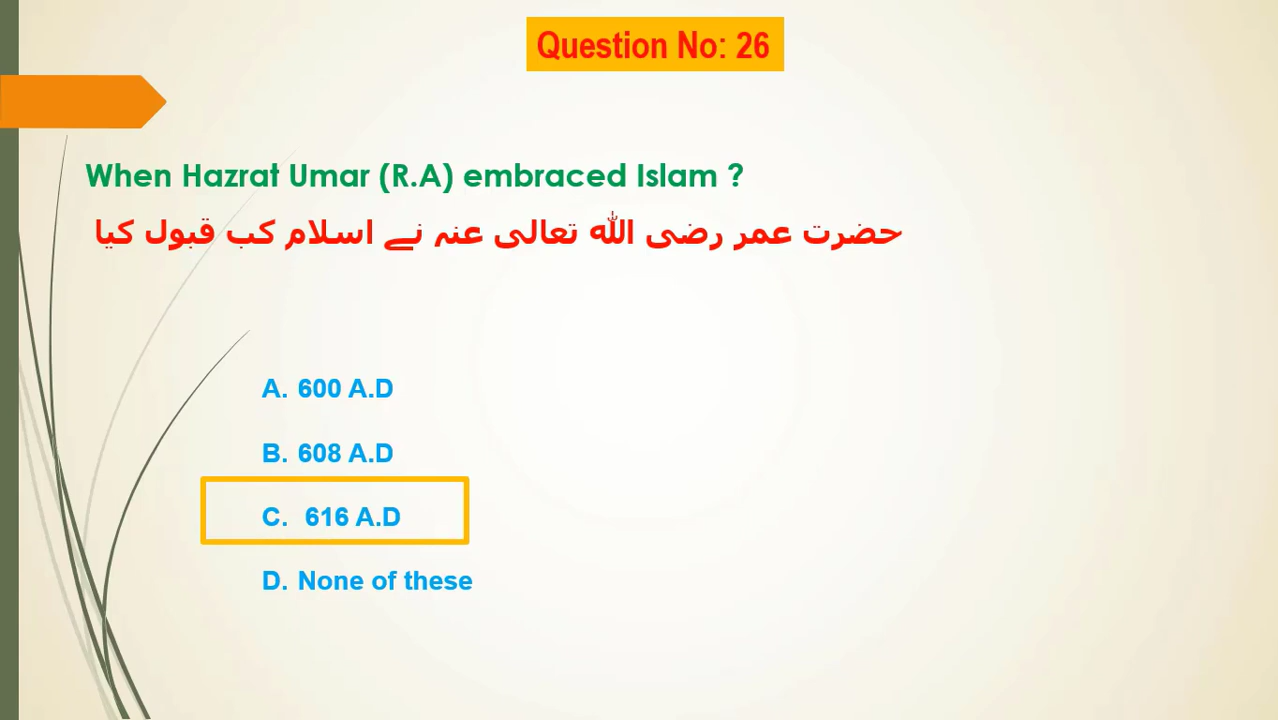 Question No: 26
When Hazrat Umar (R.A) embraced Islam ?
حضرت عمر رضی اللہ تعالی عنہ نے اسلام کب قبول کیا
A. 600 A.D
B. 608 A.D
C. 616 A.D
D. None of these